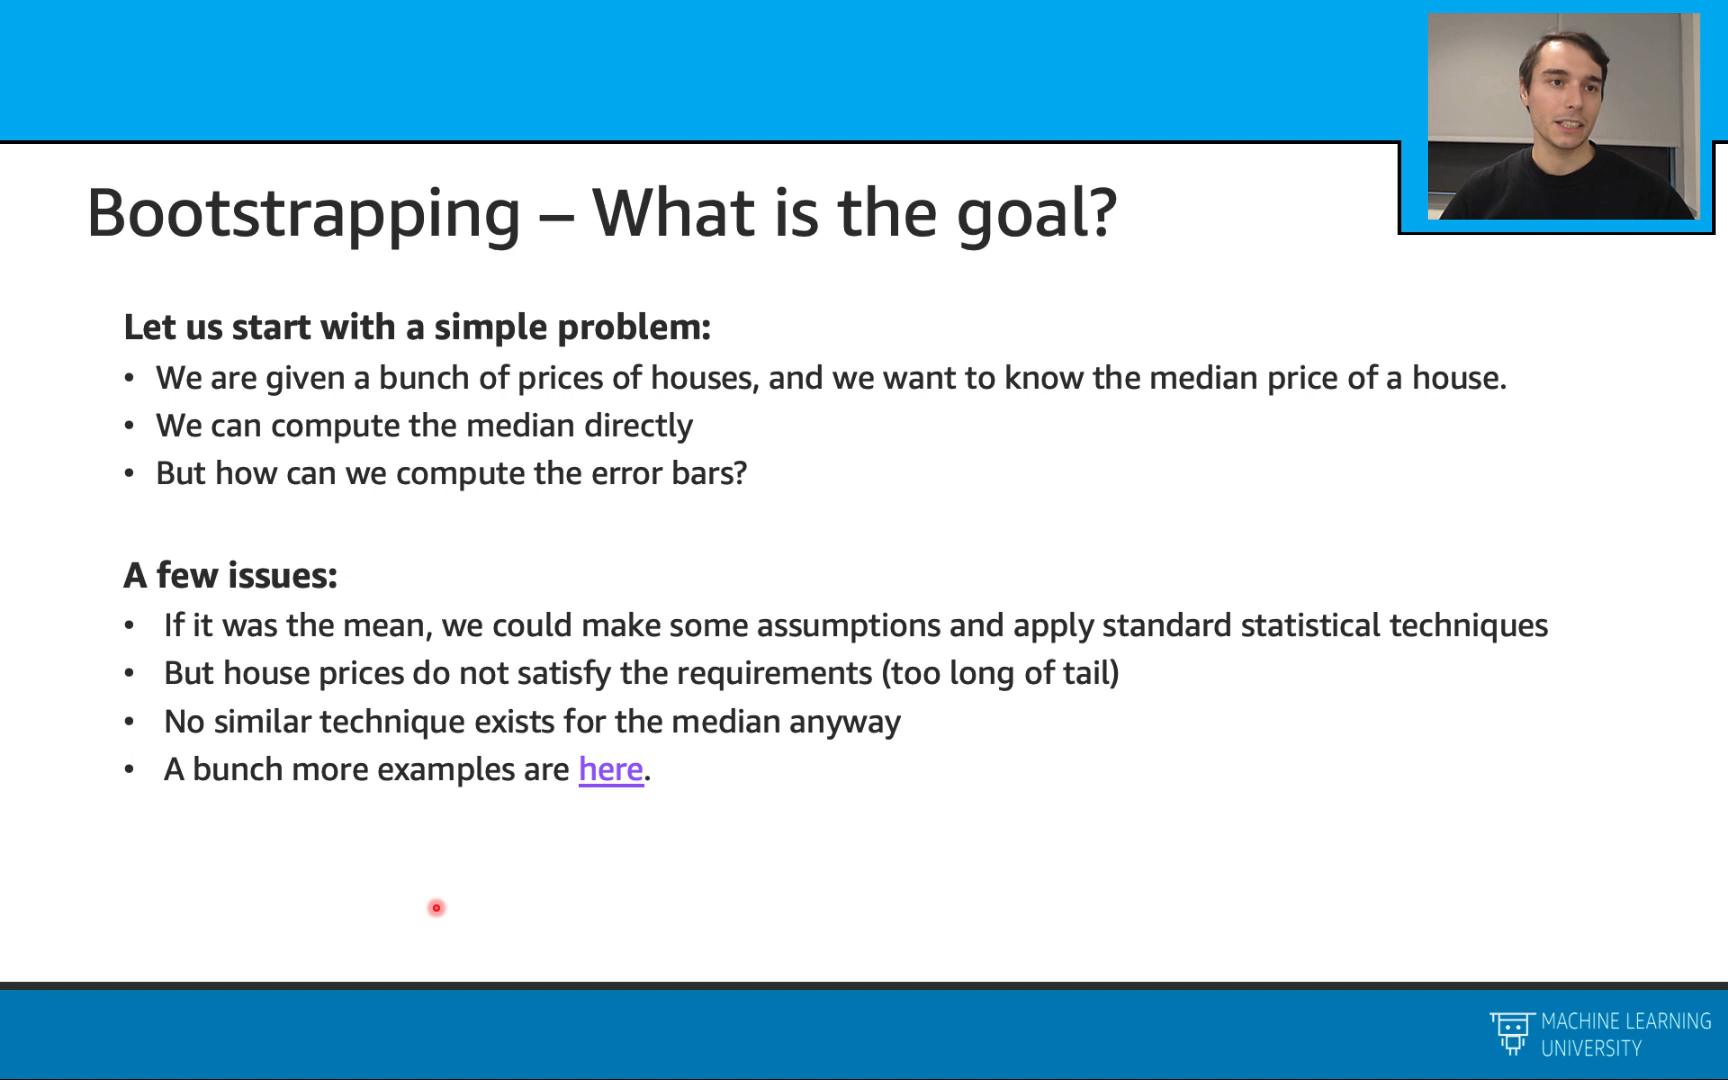 Bootstrapping – What is the goal?
Let us start with a simple problem:
• We are given a bunch of prices of houses, and we want to know the median price of a house.
• We can compute the median directly
• But how can we compute the error bars?
A few issues:
• If it was the mean, we could make some assumptions and apply standard statistical techniques
• But house prices do not satisfy the requirements (too long of tail)
• No similar technique exists for the median anyway
• A bunch more examples are here.
MACHINE LEARNING
UNIVERSITY